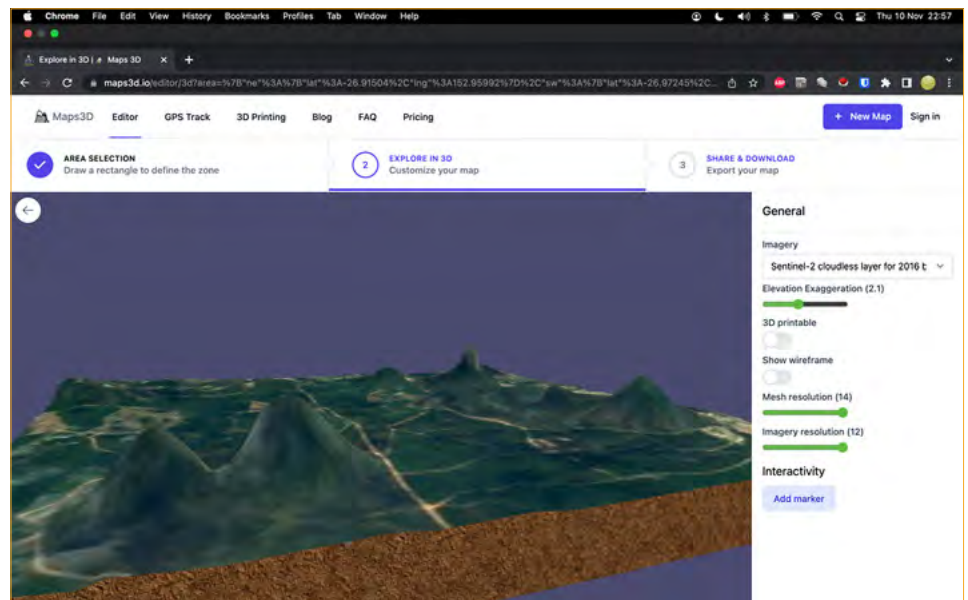 Chrome File Edit View History Bookmarks Profiles Tab Window Help Thu 10 Nov 22:57
Explore in 3D | Maps 3D
maps3d.io/editor/3d?area=%7B"ne"%3A%7B"lat"%3A-26.91504%2C"lng"%3A152.95992%7D%2C"sw"%3A%7B"lat"%3A-26.97245%2C...
Maps3D Editor GPS Track 3D Printing Blog FAQ Pricing + New Map Sign in
AREA SELECTION
Draw a rectangle to define the zone
2 EXPLORE IN 3D
Customize your map
3 SHARE & DOWNLOAD
Export your map
General
Imagery
Sentinel-2 cloudless layer for 2016 b
Elevation Exaggeration (2.1)
3D printable
Show wireframe
Mesh resolution (14)
Imagery resolution (12)
Interactivity
Add marker